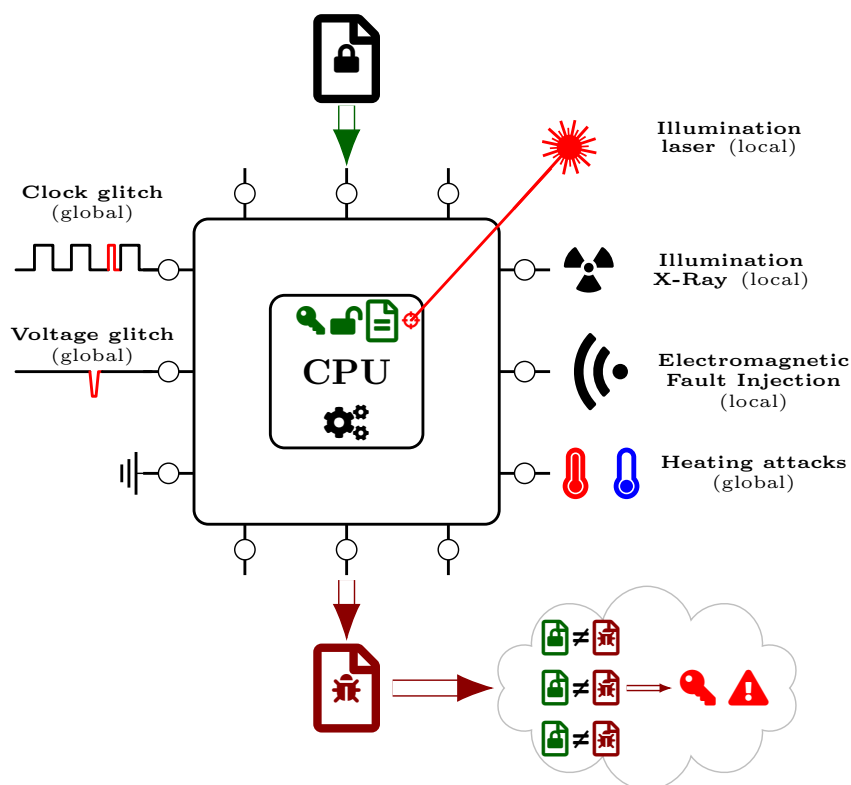 Illumination
laser (local)
Clock glitch
(global)
Illumination
X-Ray (local)
Voltage glitch
(global)
CPU
Electromagnetic
Fault Injection
(local)
Heating attacks
(global)
≠
≠
≠